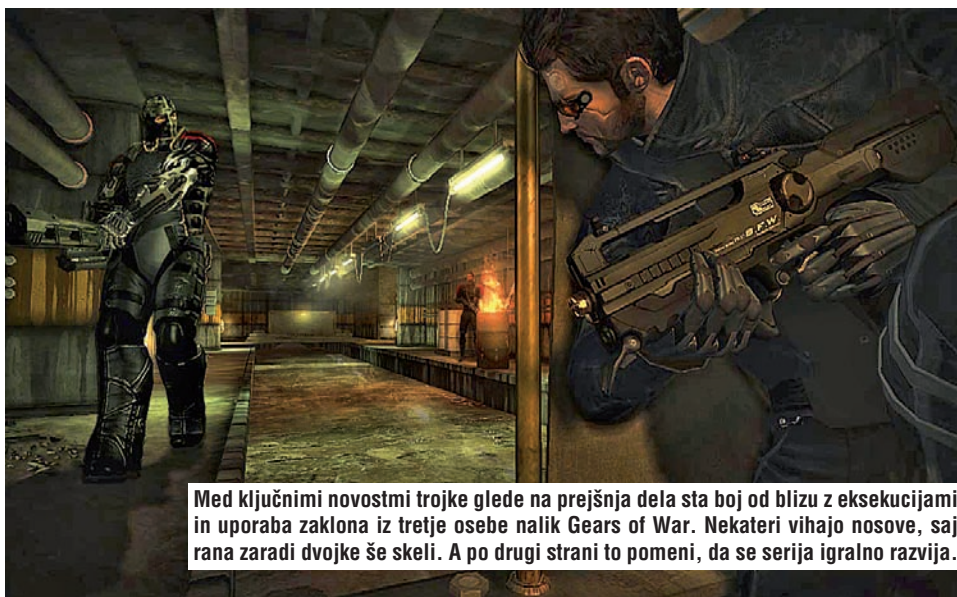 Med ključnimi novostmi trojke glede na prejšnja dela sta boj od blizu z eksekucijami
in uporaba zaklona iz tretje osebe nalik Gears of War. Nekateri vihajo nosove, saj
rana zaradi dvojke še skeli. A po drugi strani to pomeni, da se serija igralno razvija.